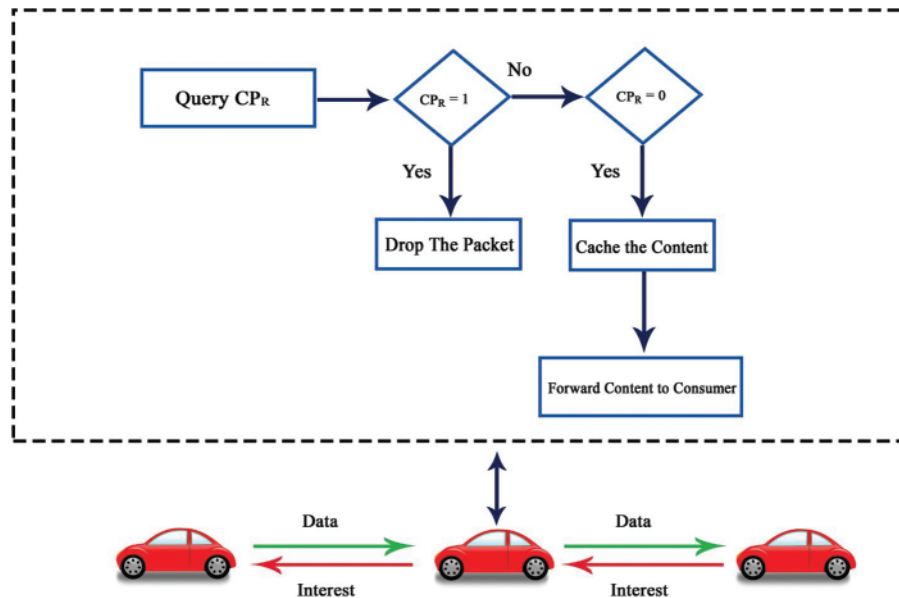 Query CPR
CPR = 1
No
CPR = 0
Yes
Yes
Drop The Packet
Cache the Content
Forward Content to Consumer
Data
Data
Interest
Interest